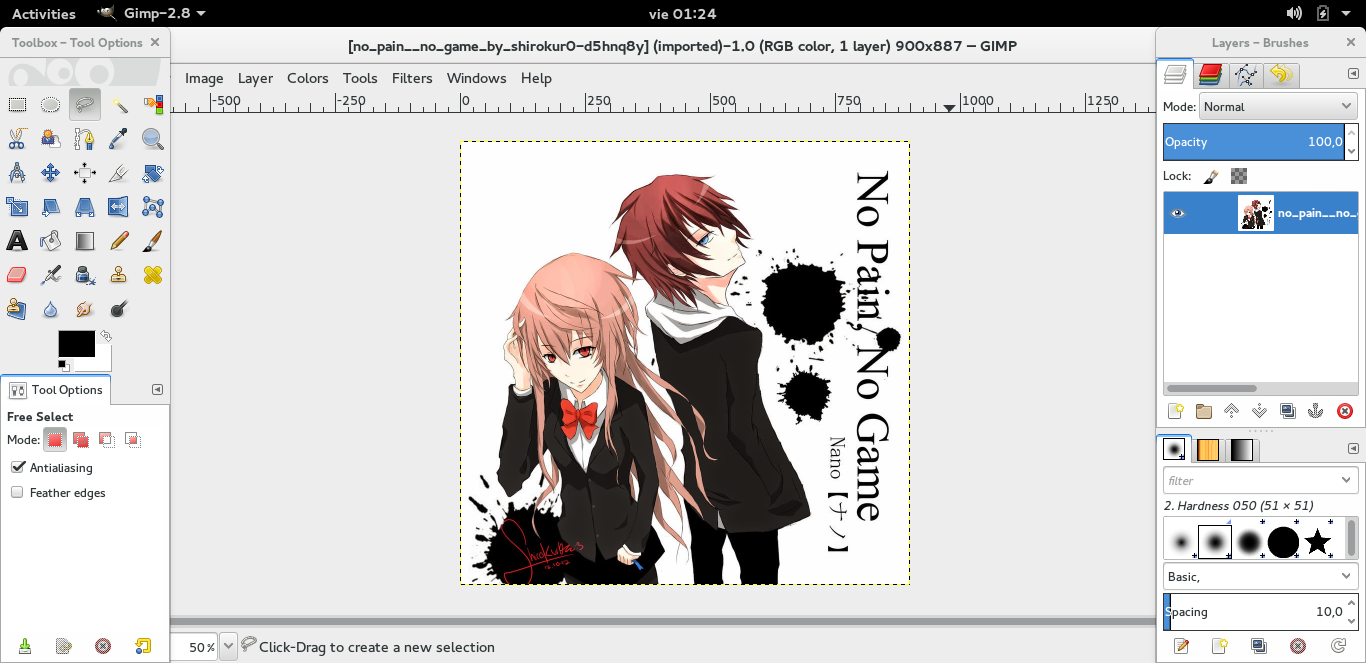 Activities Gimp-2.8 vie 01:24
Toolbox – Tool Options
[no_pain__no_game_by_shirokur0-d5hnq8y] (imported)-1.0 (RGB color, 1 layer) 900x887 – GIMP
Layers – Brushes
Image Layer Colors Tools Filters Windows Help
-500 -250 0 250 500 750 1000 1250
Mode: Normal
Opacity 100,0
Lock:
no_pain__no_
No Pain, No Game
Nano【ナノ】
Tool Options
Free Select
Mode:
Antialiasing
Feather edges
filter
2. Hardness 050 (51 × 51)
Basic,
Spacing 10,0
50 % Click-Drag to create a new selection